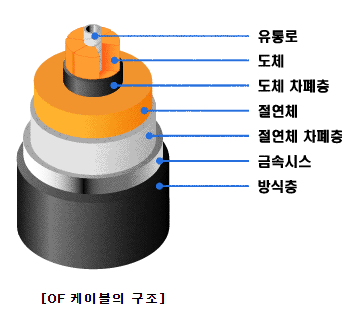 유통로
도체
도체 차폐층
절연체
절연체 차폐층
금속시스
방식층
[OF 케이블의 구조]